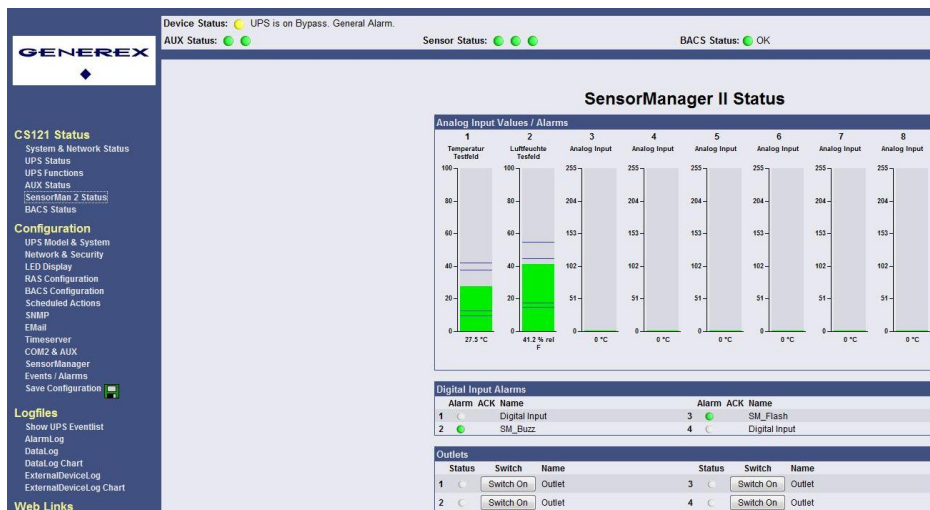 Device Status: UPS is on Bypass. General Alarm.
AUX Status: Sensor Status: BACS Status: OK
GENEREX
CS121 Status
System & Network Status
UPS Status
UPS Functions
AUX Status
SensorMan 2 Status
BACS Status
Configuration
UPS Model & System
Network & Security
LED Display
RAS Configuration
BACS Configuration
Scheduled Actions
SNMP
EMail
Timeserver
COM2 & AUX
SensorManager
Events / Alarms
Save Configuration
Logfiles
Show UPS Eventlist
AlarmLog
DataLog
DataLog Chart
ExternalDeviceLog
ExternalDeviceLog Chart
Web Links
SensorManager II Status
Analog Input Values / Alarms
1 2 3 4 5 6 7 8
Temperatur Testfeld Luftfeuchte Tesfeld Analog Input Analog Input Analog Input Analog Input Analog Input Analog Input
100 100 255 255 255 255 255 255
80 80 204 204 204 204 204 204
60 60 153 153 153 153 153 153
40 40 102 102 102 102 102 102
20 20 51 51 51 51 51 51
0 0 0 0 0 0 0 0
27.5 °C 41.2 % rel F 0 °C 0 °C 0 °C 0 °C 0 °C 0 °C
Digital Input Alarms
Alarm ACK Name Alarm ACK Name
1 Digital Input 3 SM_Flash
2 SM_Buzz 4 Digital Input
Outlets
Status Switch Name Status Switch Name
1 Switch On Outlet 3 Switch On Outlet
2 Switch On Outlet 4 Switch On Outlet